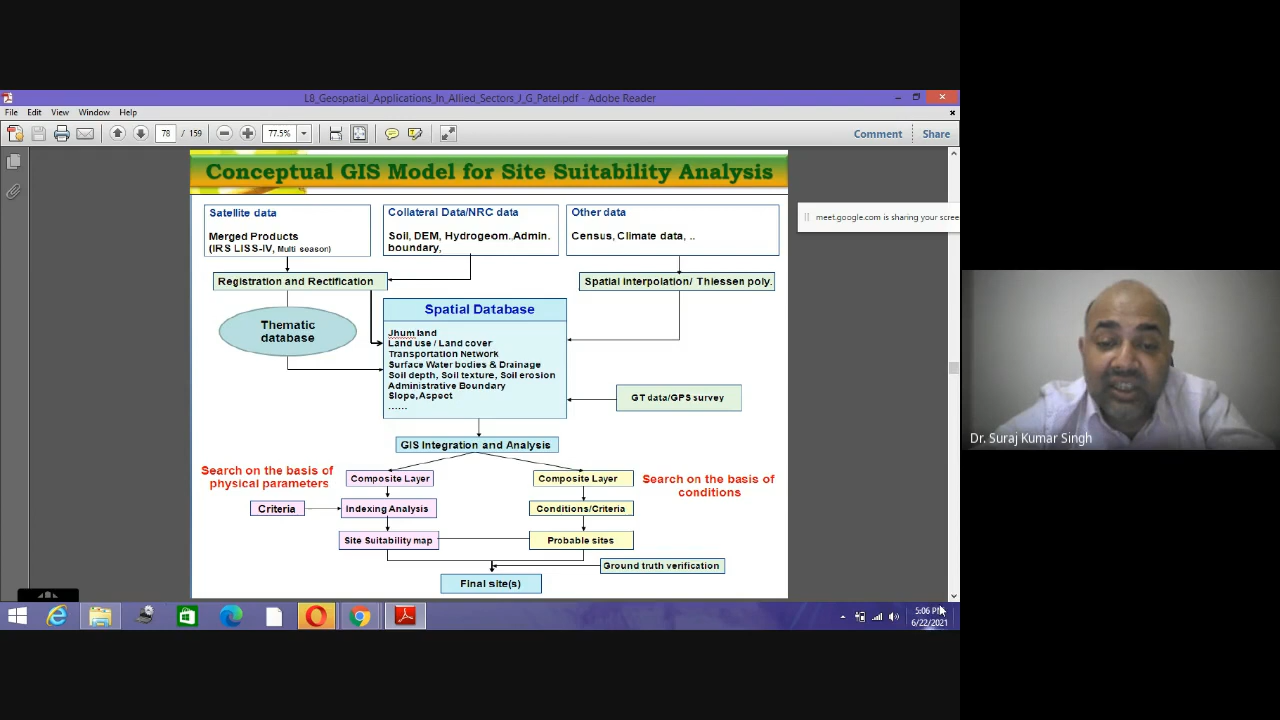 L8_Geospatial_Applications_In_Allied_Sectors_J_G_Patel.pdf - Adobe Reader
File Edit View Window Help
78 / 159
77.5%
Comment Share
Conceptual GIS Model for Site Suitability Analysis
Satellite data
Merged Products
(IRS LISS-IV, Multi season)
Collateral Data/NRC data
Soil, DEM, Hydrogeom..Admin.
boundary,
Other data
Census, Climate data, ..
meet.google.com is sharing your scree
Registration and Rectification
Spatial Interpolation/ Thiessen poly.
Thematic
database
Spatial Database
Jhum land
Land use / Land cover
Transportation Network
Surface Water bodies & Drainage
Soil depth, Soil texture, Soil erosion
Administrative Boundary
Slope, Aspect
......
GT data/GPS survey
GIS Integration and Analysis
Search on the basis of
physical parameters
Composite Layer
Composite Layer
Search on the basis of
conditions
Criteria
Indexing Analysis
Conditions/Criteria
Site Suitability map
Probable sites
Ground truth verification
Final site(s)
Dr. Suraj Kumar Singh
5:06 PM
6/22/2021